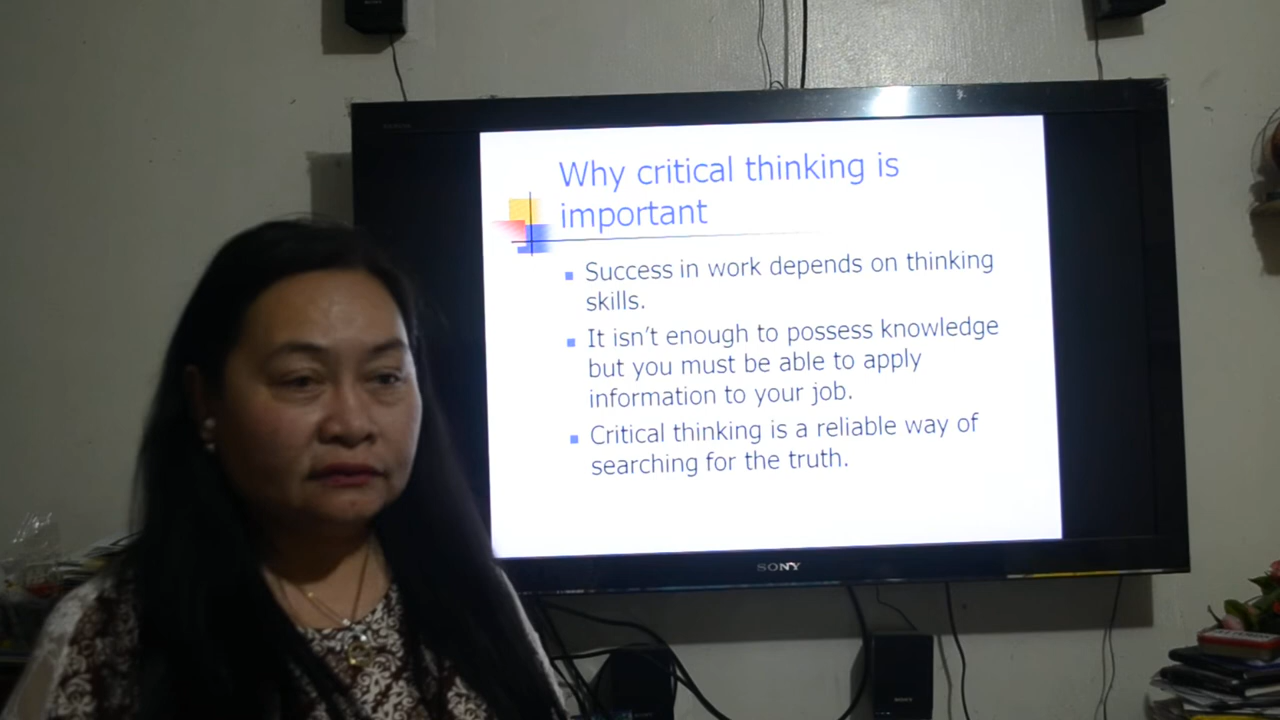 Why critical thinking is
important
Success in work depends on thinking
skills.
It isn't enough to possess knowledge
but you must be able to apply
information to your job.
Critical thinking is a reliable way of
searching for the truth.
SONY
SONY